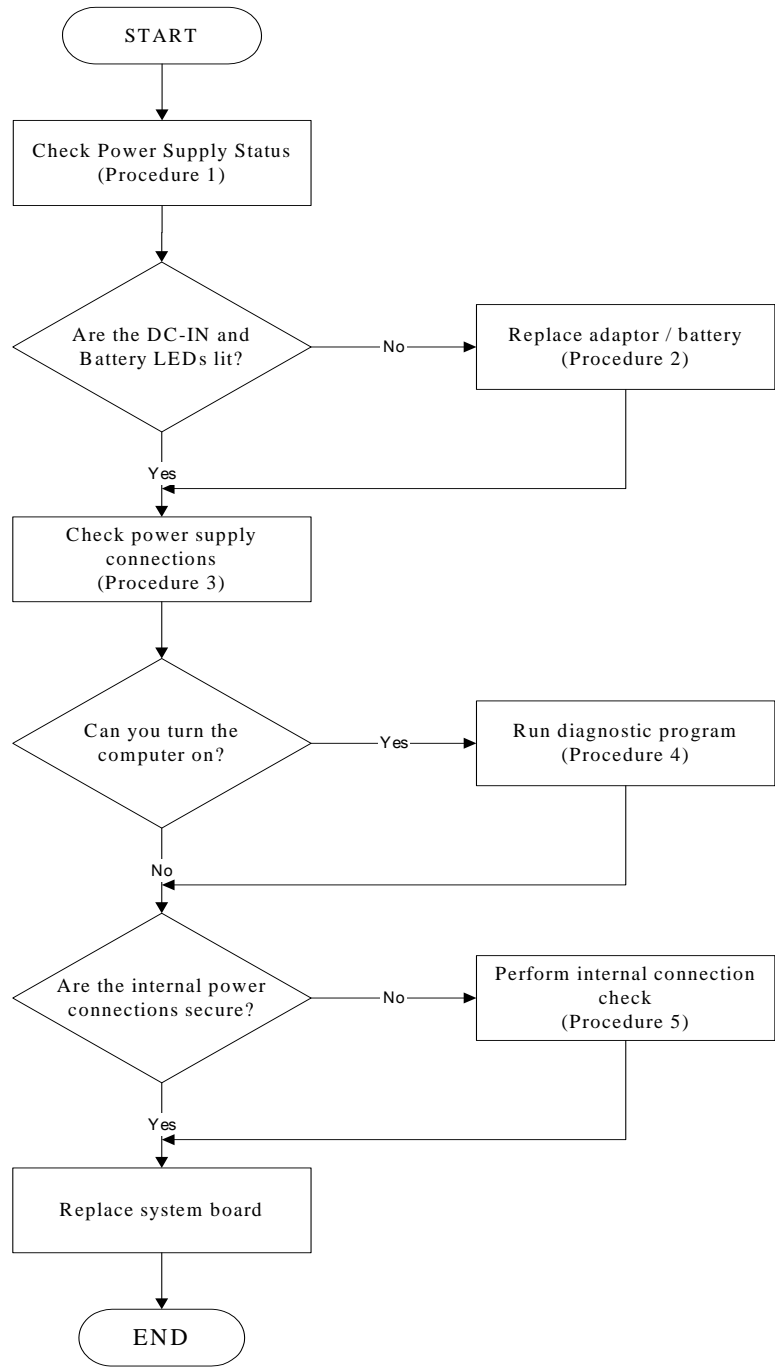 START
Check Power Supply Status
(Procedure 1)
Are the DC-IN and
Battery LEDs lit?
No
Replace adaptor / battery
(Procedure 2)
Yes
Check power supply
connections
(Procedure 3)
Can you turn the
computer on?
Yes
Run diagnostic program
(Procedure 4)
No
Are the internal power
connections secure?
No
Perform internal connection
check
(Procedure 5)
Yes
Replace system board
END